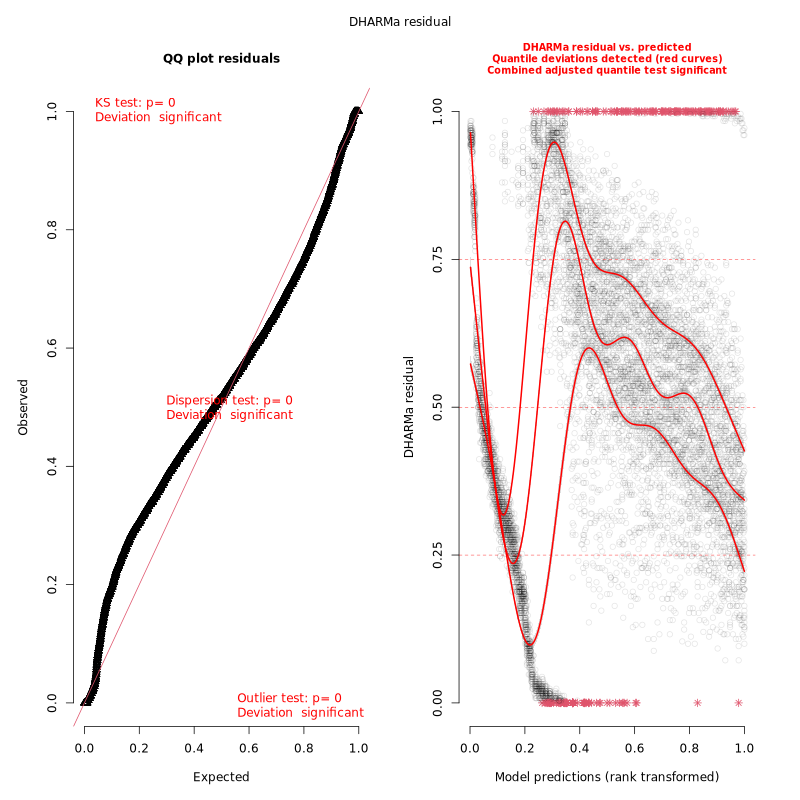 DHARMa residual
QQ plot residuals
KS test: p= 0
Deviation  significant
Dispersion test: p= 0
Deviation  significant
Outlier test: p= 0
Deviation  significant
Observed
0.0
0.2
0.4
0.6
0.8
1.0
0.0
0.2
0.4
0.6
0.8
1.0
Expected
DHARMa residual vs. predicted
Quantile deviations detected (red curves)
Combined adjusted quantile test significant
DHARMa residual
0.00
0.25
0.50
0.75
1.00
0.0
0.2
0.4
0.6
0.8
1.0
Model predictions (rank transformed)